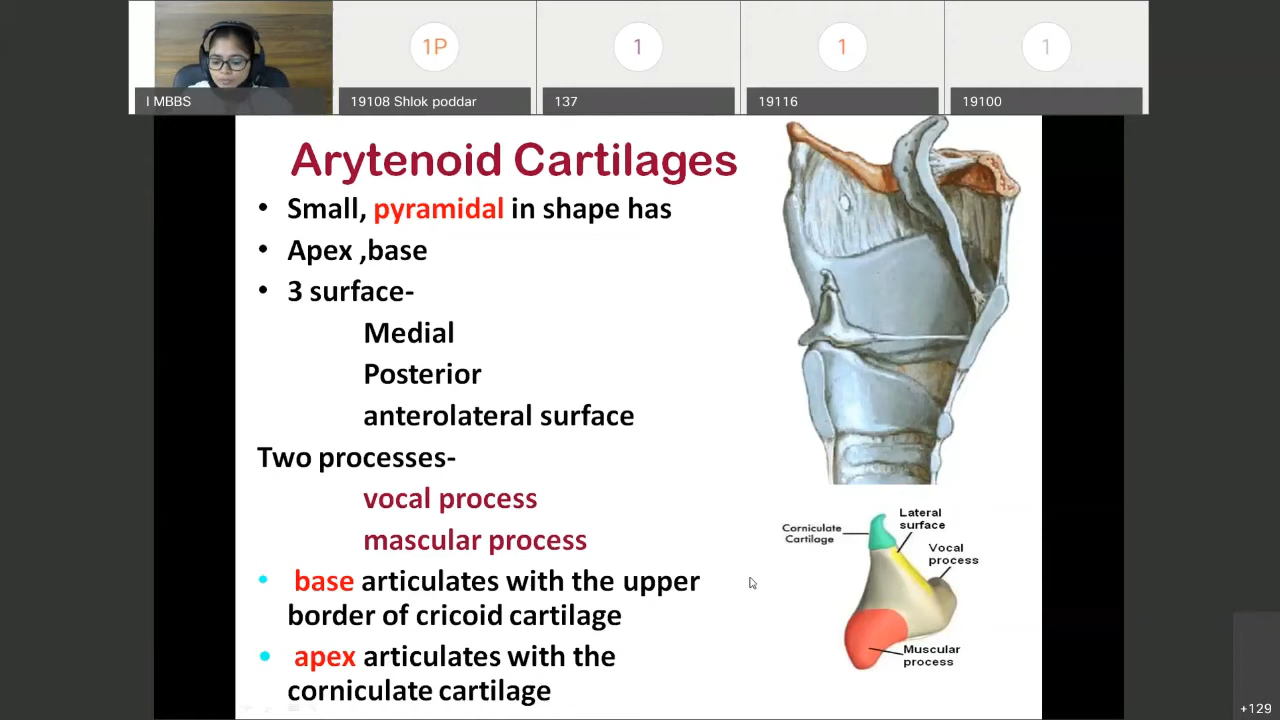 1P
1
1
1
I MBBS
19108 Shlok poddar
137
19116
19100
Arytenoid Cartilages
• Small, pyramidal in shape has
• Apex ,base
• 3 surface-
Medial
Posterior
anterolateral surface
Two processes-
vocal process
mascular process
• base articulates with the upper
border of cricoid cartilage
• apex articulates with the
corniculate cartilage
Corniculate
Cartilage
Lateral
surface
Vocal
process
Muscular
process
+129